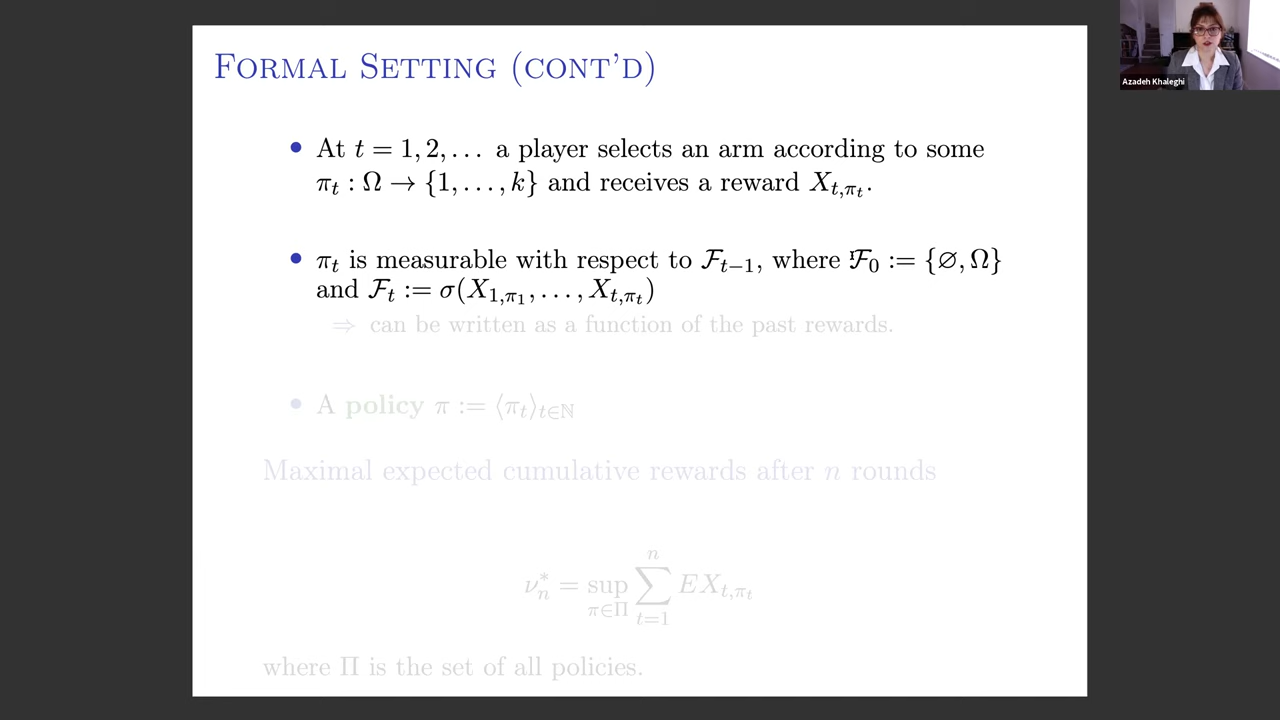 FORMAL SETTING (CONT'D)
• At t = 1, 2, . . . a player selects an arm according to some
π_t : Ω → {1, . . . , k} and receives a reward X_{t,π_t}.
• π_t is measurable with respect to ℱ_{t−1}, where ℱ_0 := {∅, Ω}
and ℱ_t := σ(X_{1,π_1}, . . . , X_{t,π_t})
⇒ can be written as a function of the past rewards.
• A policy π := ⟨π_t⟩_{t∈ℕ}
Maximal expected cumulative rewards after n rounds
ν_n^* = sup_{π∈Π} ∑_{t=1}^{n} EX_{t,π_t}
where Π is the set of all policies.
Azadeh Khaleghi